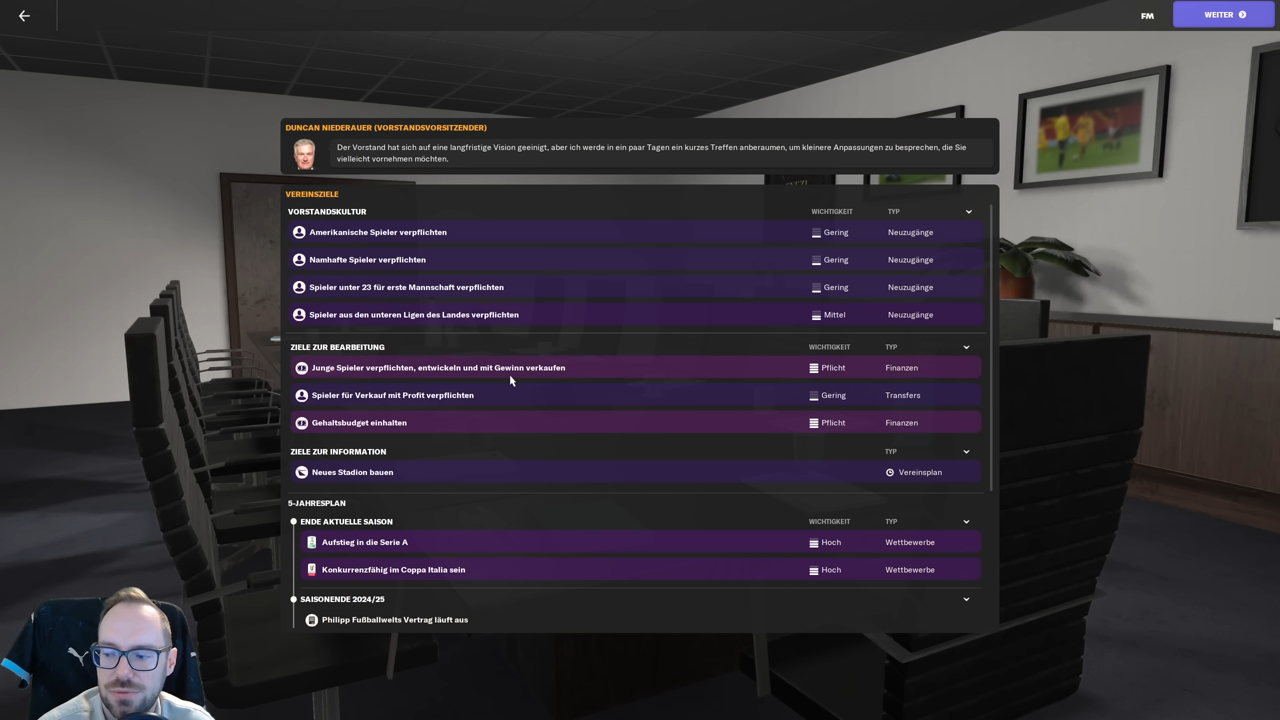 FM
WEITER
DUNCAN NIEDERAUER (VORSTANDSVORSITZENDER)
Der Vorstand hat sich auf eine langfristige Vision geeinigt, aber ich werde in ein paar Tagen ein kurzes Treffen anberaumen, um kleinere Anpassungen zu besprechen, die Sie
vielleicht vornehmen möchten.
VEREINSZIELE
VORSTANDSKULTUR WICHTIGKEIT TYP
Amerikanische Spieler verpflichten Gering Neuzugänge
Namhafte Spieler verpflichten Gering Neuzugänge
Spieler unter 23 für erste Mannschaft verpflichten Gering Neuzugänge
Spieler aus den unteren Ligen des Landes verpflichten Mittel Neuzugänge
ZIELE ZUR BEARBEITUNG WICHTIGKEIT TYP
Junge Spieler verpflichten, entwickeln und mit Gewinn verkaufen Pflicht Finanzen
Spieler für Verkauf mit Profit verpflichten Gering Transfers
Gehaltsbudget einhalten Pflicht Finanzen
ZIELE ZUR INFORMATION TYP
Neues Stadion bauen Vereinsplan
5-JAHRESPLAN
ENDE AKTUELLE SAISON WICHTIGKEIT TYP
Aufstieg in die Serie A Hoch Wettbewerbe
Konkurrenzfähig im Coppa Italia sein Hoch Wettbewerbe
SAISONENDE 2024/25
Philipp Fußballwelts Vertrag läuft aus